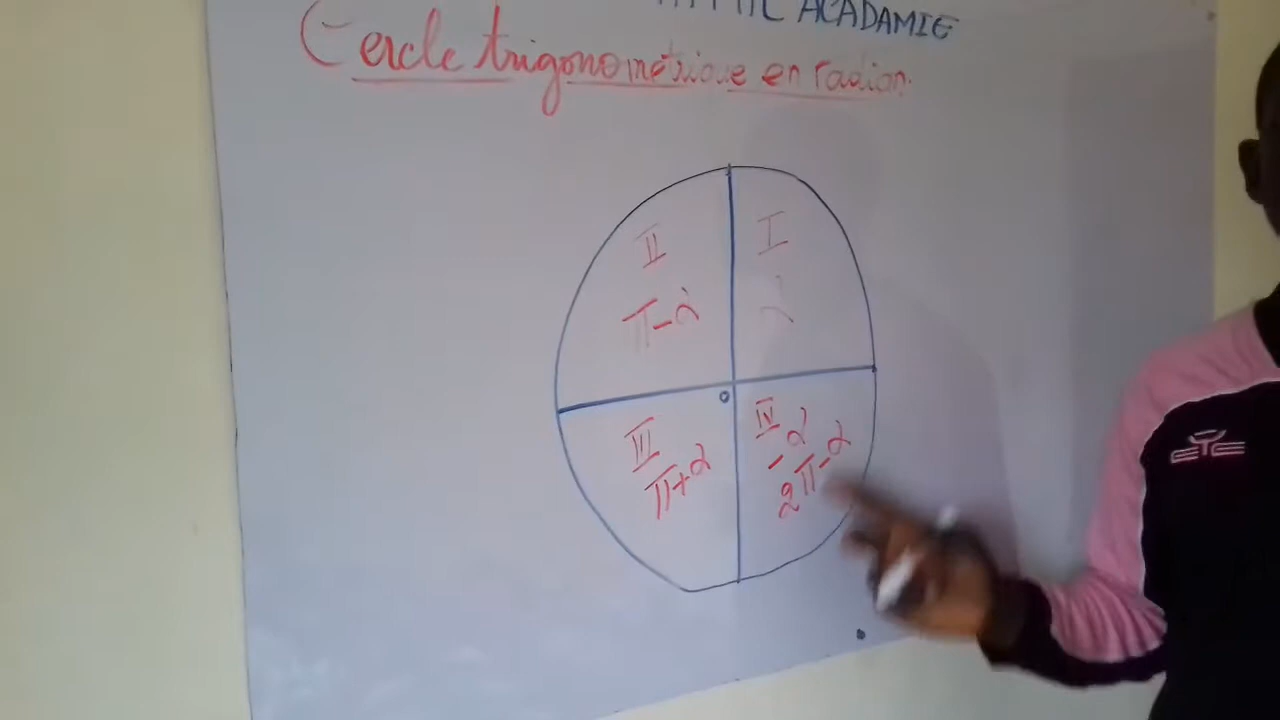 ACADAMIE
Cercle trigonométrique en radian.
II
I
π-α
α
O
III
π+α
IV
-α
2π-α